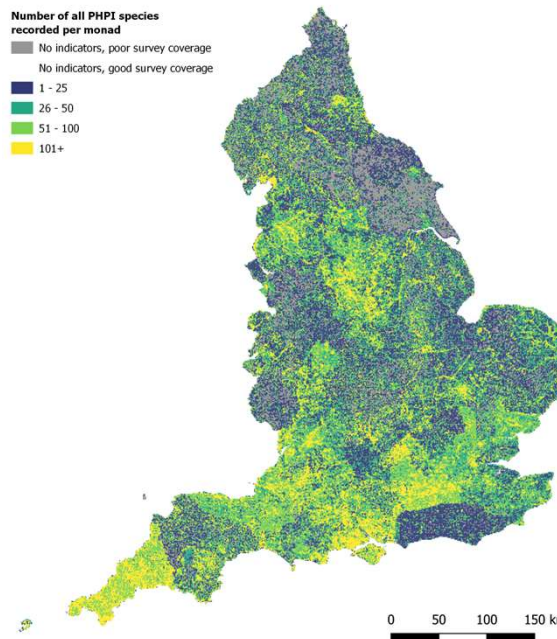 Number of all PHPI species
recorded per monad
No indicators, poor survey coverage
No indicators, good survey coverage
1 - 25
26 - 50
51 - 100
101+
0 50 100 150 k